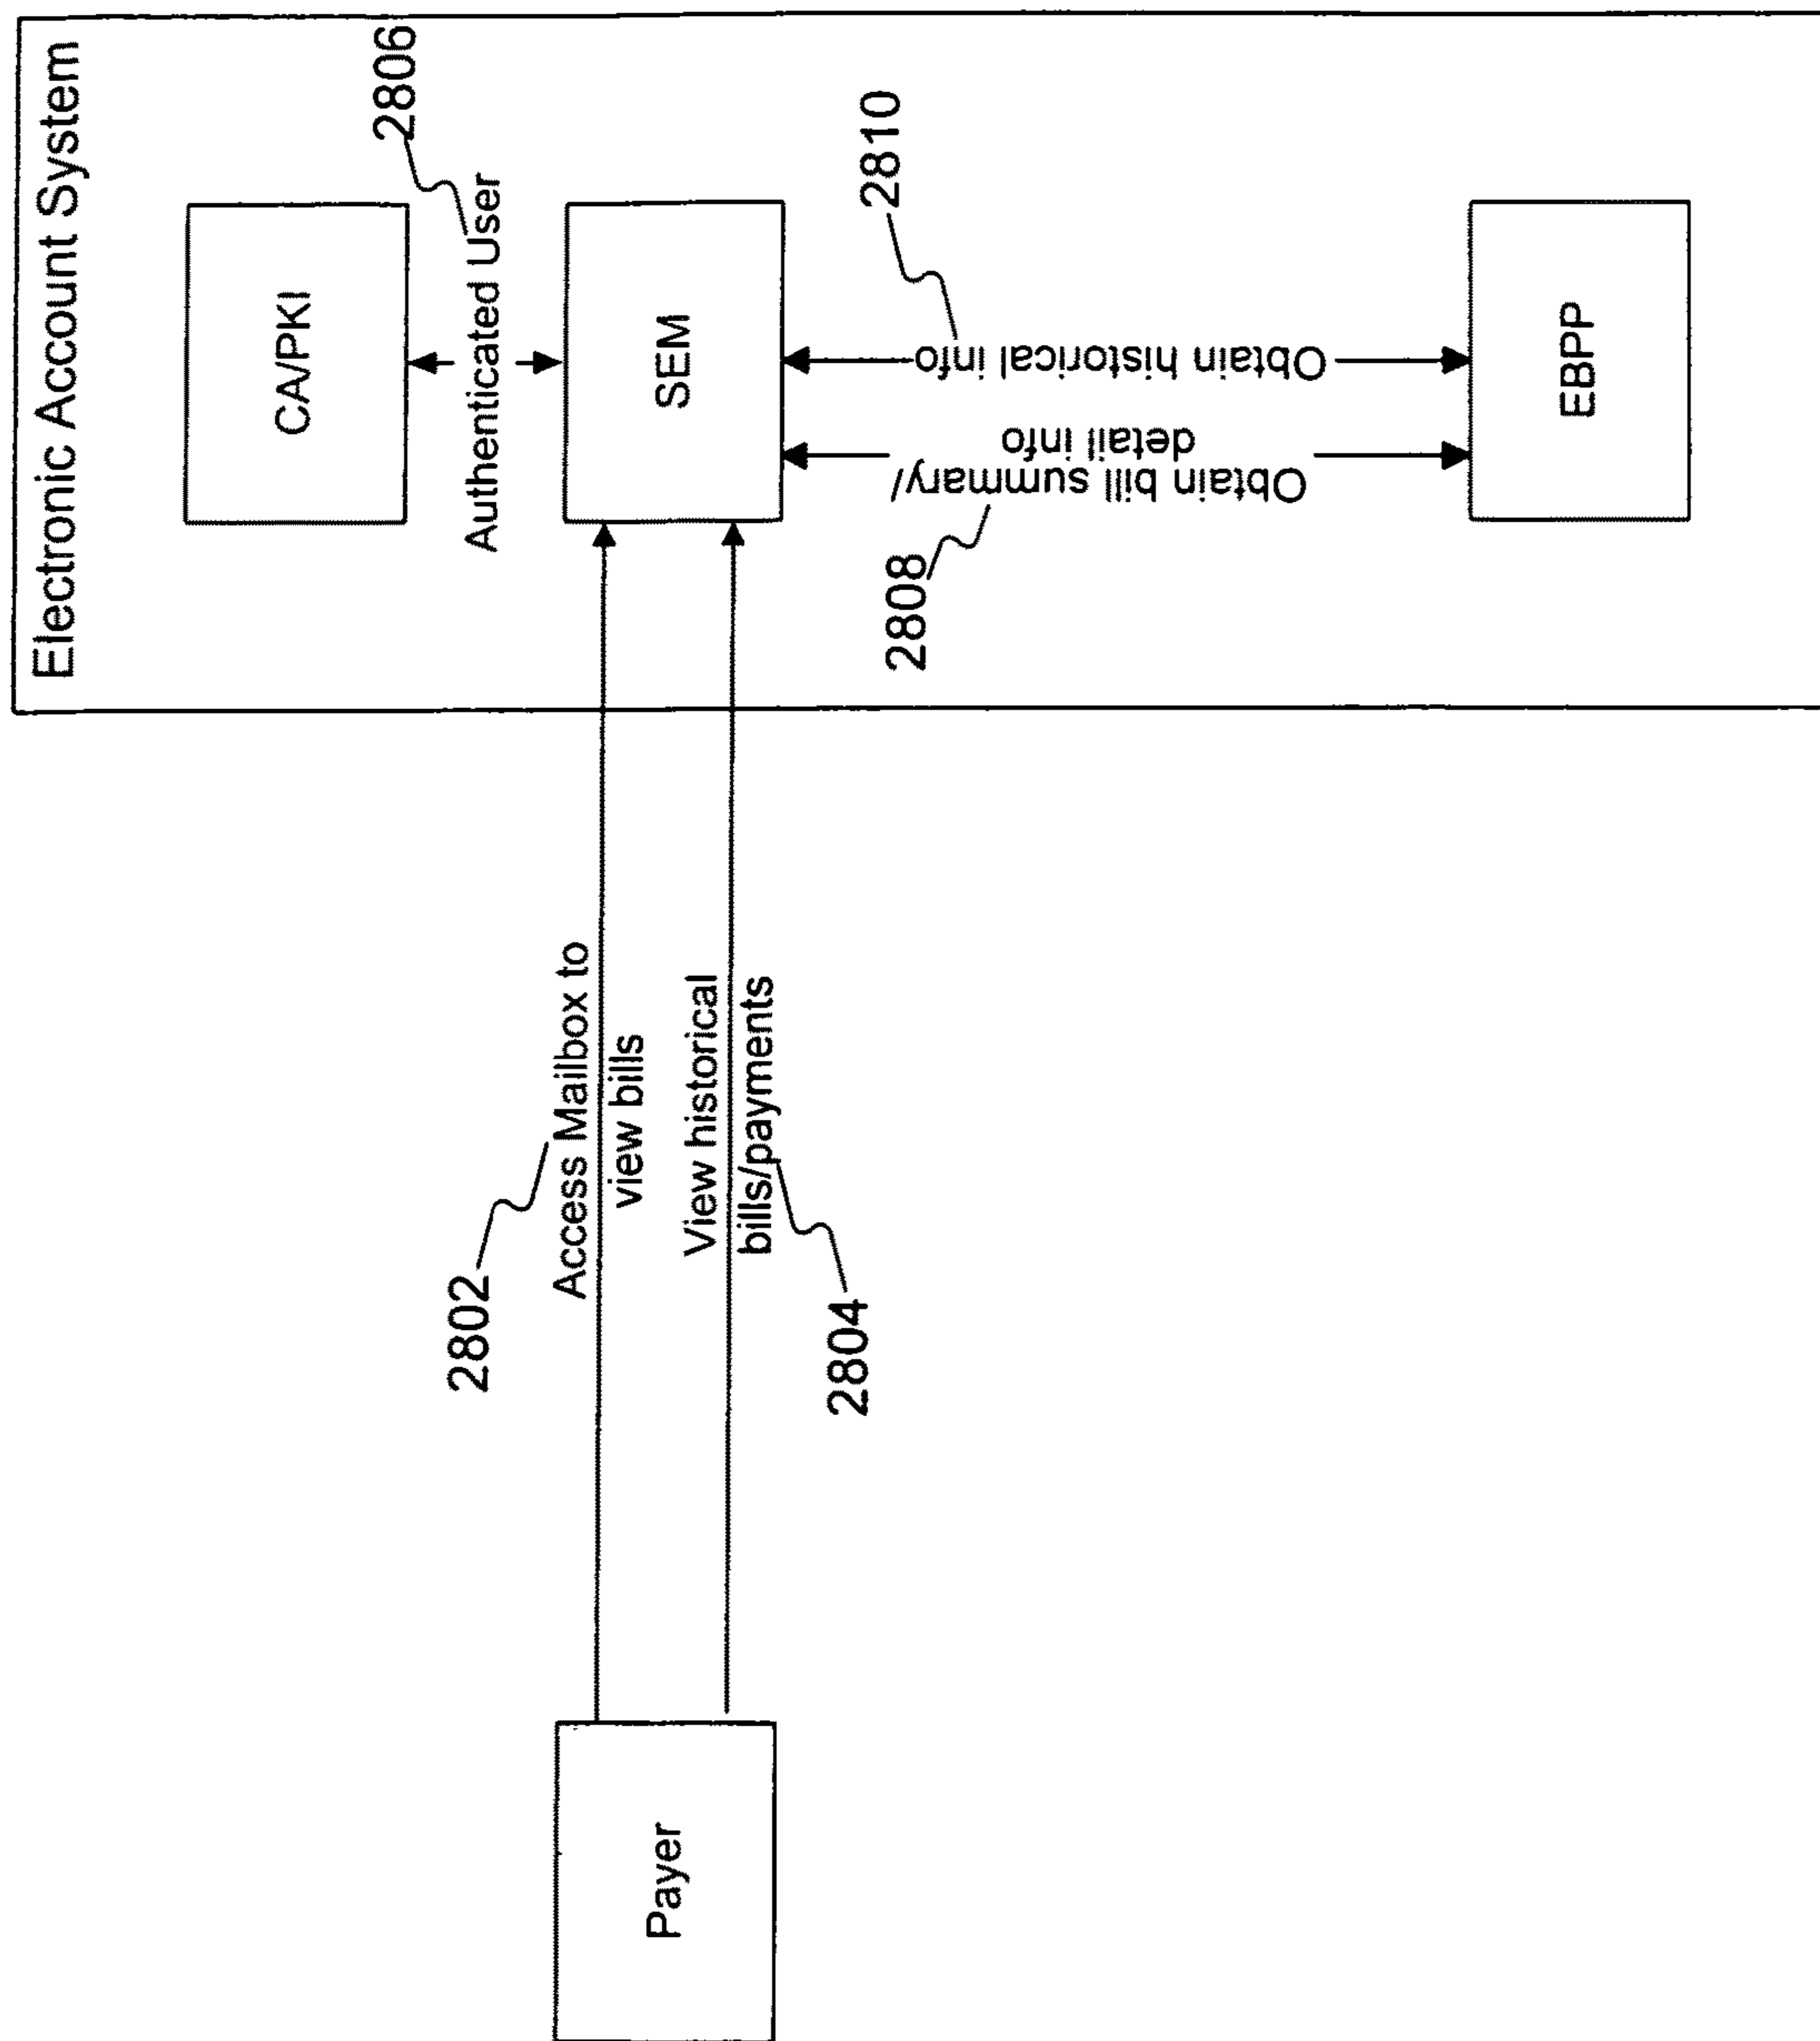 Electronic Account System
CA/PKI
2806
Authenticated User
SEM
2802
Access Mailbox to
view bills
View historical
bills/payments
2804
Payer
2808
Obtain bill summary/
detail info
2810
Obtain historical info
EBPP